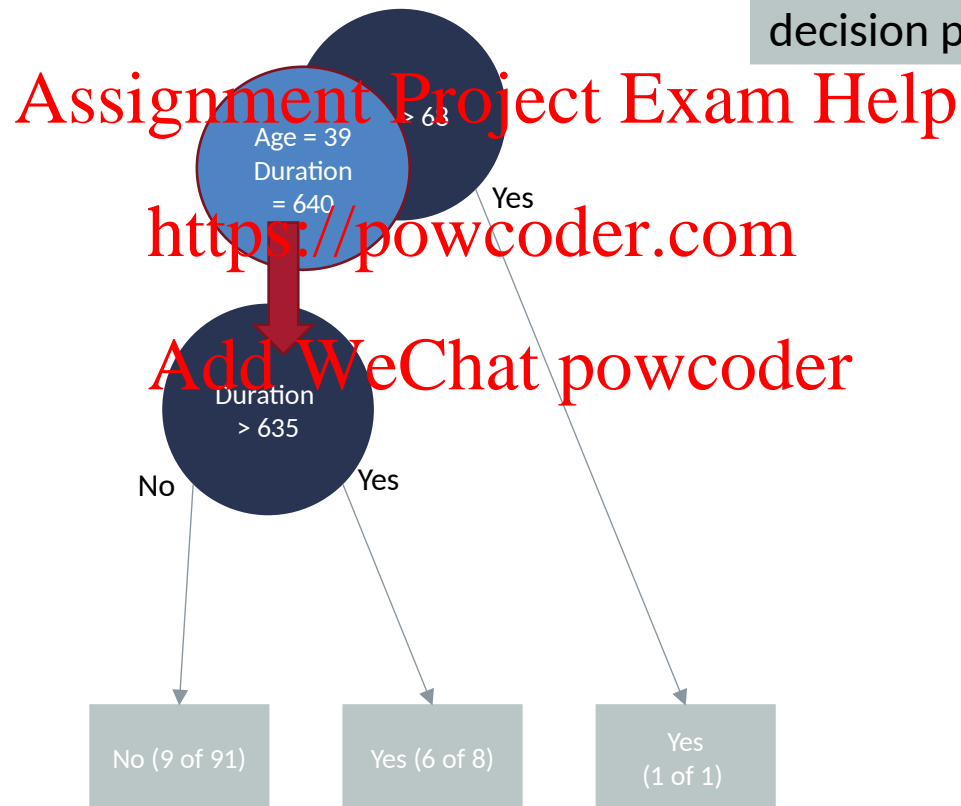 decision p
Assignment Project Exam Help
> 63
Age = 39
Duration
= 640
Yes
https://powcoder.com
Add WeChat powcoder
Duration
> 635
No
Yes
No (9 of 91)
Yes (6 of 8)
Yes
(1 of 1)